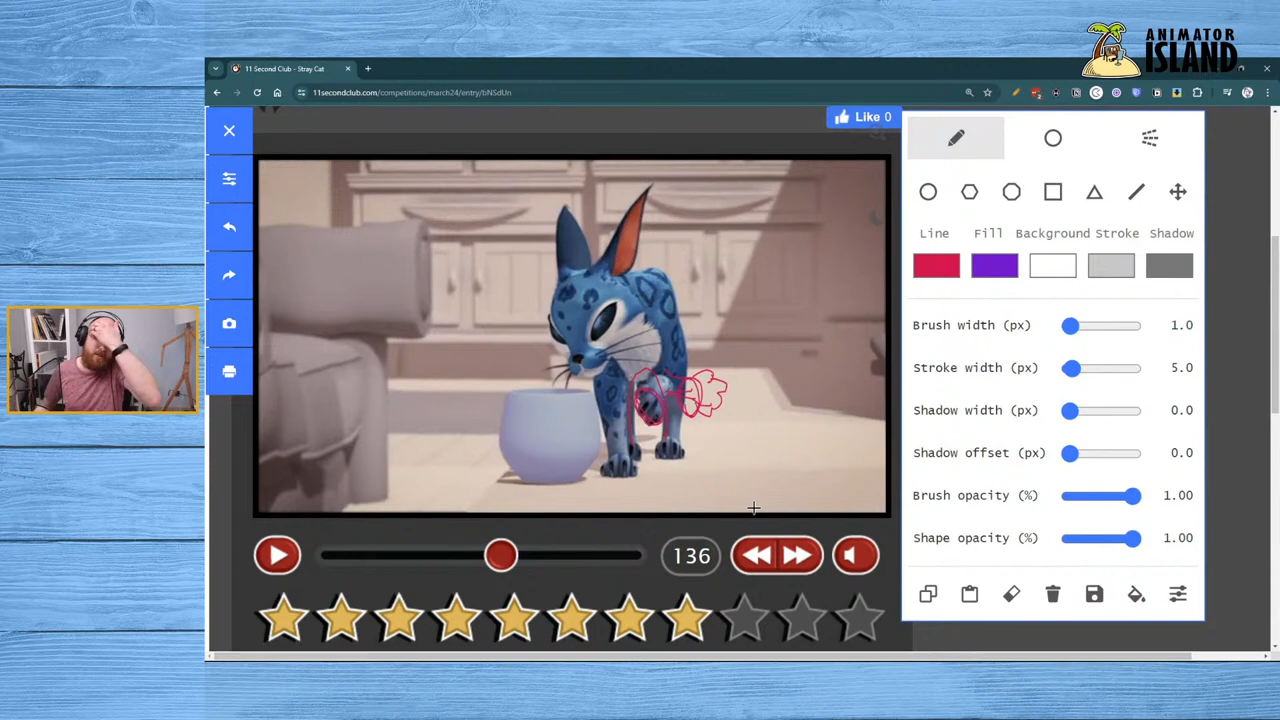 ANIMATOR
ISLAND
11 Second Club - Stray Cat
11secondclub.com/competitions/march24/entry/bNSdUn
Like 0
Line Fill Background Stroke Shadow
Brush width (px) 1.0
Stroke width (px) 5.0
Shadow width (px) 0.0
Shadow offset (px) 0.0
Brush opacity (%) 1.00
Shape opacity (%) 1.00
136